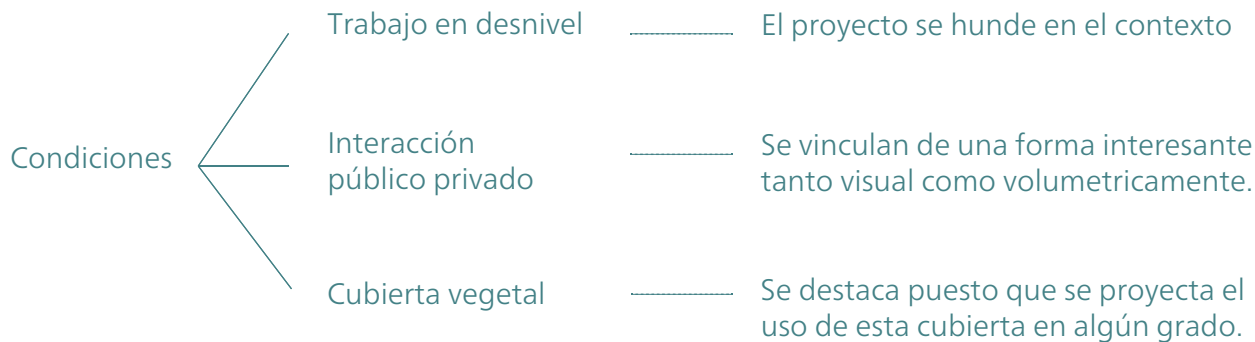 Condiciones
Trabajo en desnivel
El proyecto se hunde en el contexto
Interacción
público privado
Se vinculan de una forma interesante
tanto visual como volumetricamente.
Cubierta vegetal
Se destaca puesto que se proyecta el
uso de esta cubierta en algún grado.